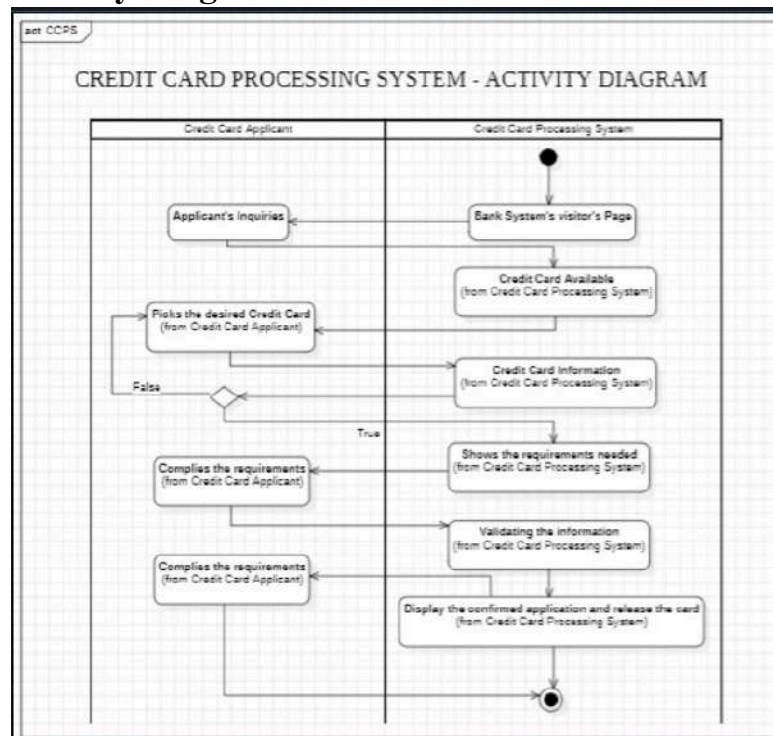 act CCPS
CREDIT CARD PROCESSING SYSTEM - ACTIVITY DIAGRAM
Credit Card Applicant
Credit Card Processing System
Applicant's Inquiries
Bank System's visitor's Page
Credit Card Available
(from Credit Card Processing System)
Picks the desired Credit Card
(from Credit Card Applicant)
Credit Card Information
(from Credit Card Processing System)
False
True
Shows the requirements needed
(from Credit Card Processing System)
Complies the requirements
(from Credit Card Applicant)
Validating the information
(from Credit Card Processing System)
Complies the requirements
(from Credit Card Applicant)
Display the confirmed application and release the card
(from Credit Card Processing System)